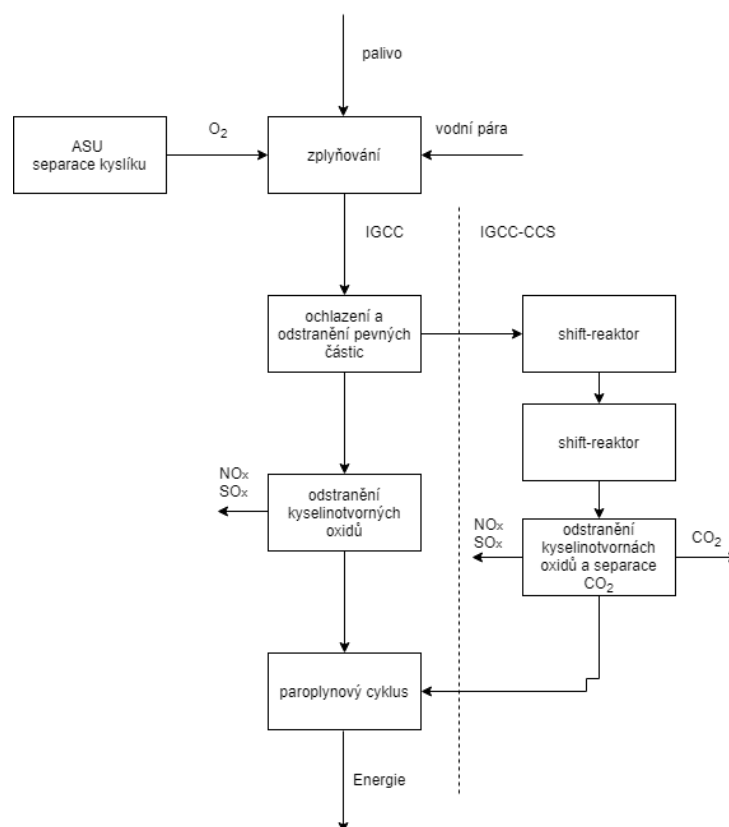 palivo
ASU
separace kyslíku
O₂
zplyňování
vodní pára
IGCC
IGCC-CCS
ochlazení a
odstranění pevných
částic
shift-reaktor
shift-reaktor
NOₓ
SOₓ
odstranění
kyselinotvorných
oxidů
NOₓ
SOₓ
odstranění
kyselinotvornách
oxidů a separace
CO₂
CO₂
paroplynový cyklus
Energie